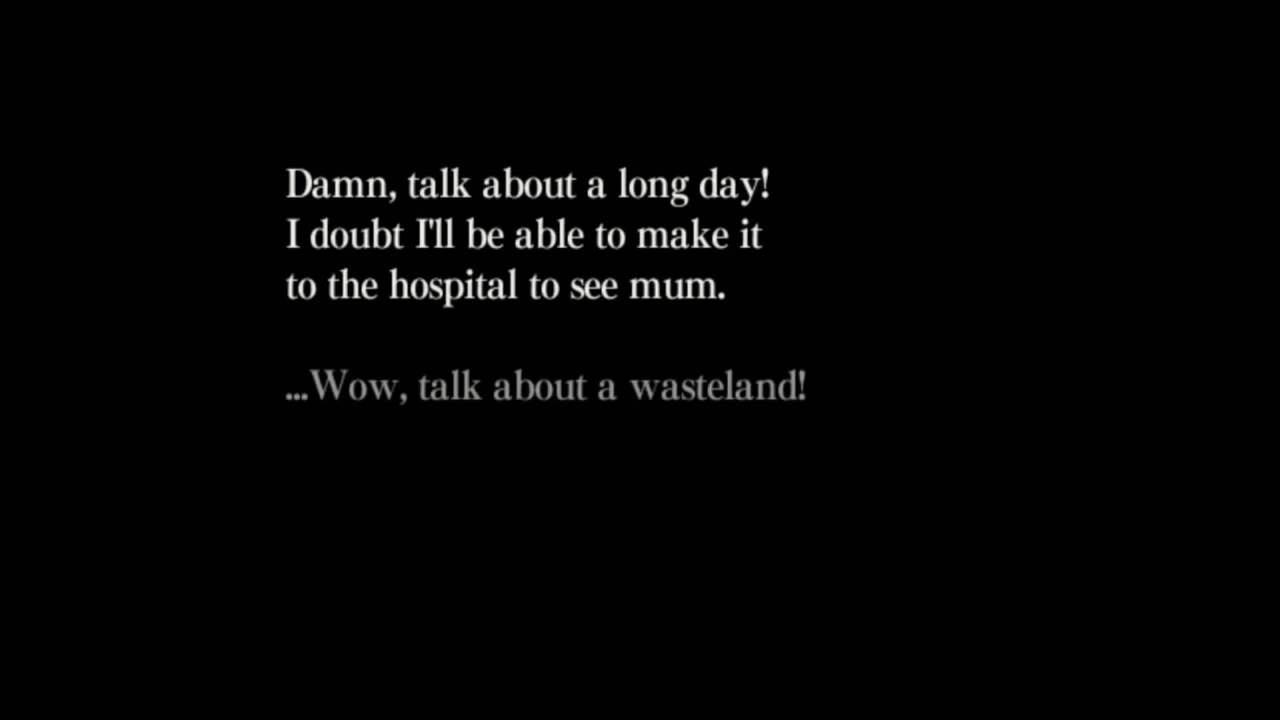 Damn, talk about a long day!
I doubt I'll be able to make it
to the hospital to see mum.
...Wow, talk about a wasteland!